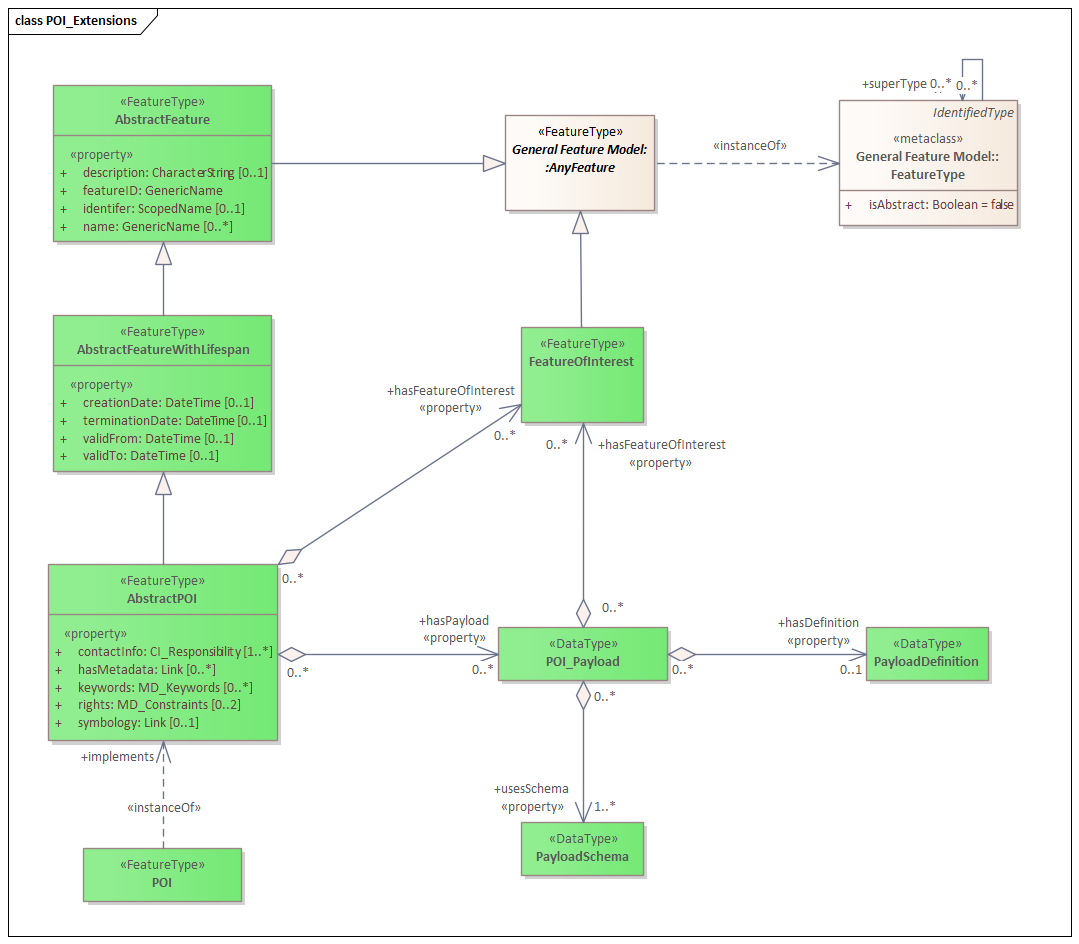 class POI_Extensions
«FeatureType»
AbstractFeature
«property»
+ description: CharacterString [0..1]
+ featureID: GenericName
+ identifer: ScopedName [0..1]
+ name: GenericName [0..*]
«FeatureType»
General Feature Model:
:AnyFeature
«instanceOf»
+superType 0..* 0..*
IdentifiedType
«metaclass»
General Feature Model::
FeatureType
+ isAbstract: Boolean = false
«FeatureType»
AbstractFeatureWithLifespan
«property»
+ creationDate: DateTime [0..1]
+ terminationDate: DateTime [0..1]
+ validFrom: DateTime [0..1]
+ validTo: DateTime [0..1]
«FeatureType»
FeatureOfInterest
+hasFeatureOfInterest
«property»
0..*
0..*
+hasFeatureOfInterest
«property»
0..*
«FeatureType»
AbstractPOI
«property»
+ contactInfo: CI_Responsibility [1..*]
+ hasMetadata: Link [0..*]
+ keywords: MD_Keywords [0..*]
+ rights: MD_Constraints [0..2]
+ symbology: Link [0..1]
0..*
+hasPayload
«property»
0..*
0..*
«DataType»
POI_Payload
0..*
+hasDefinition
«property»
0..1
«DataType»
PayloadDefinition
0..*
+usesSchema
«property»
1..*
«DataType»
PayloadSchema
+implements
«instanceOf»
«FeatureType»
POI